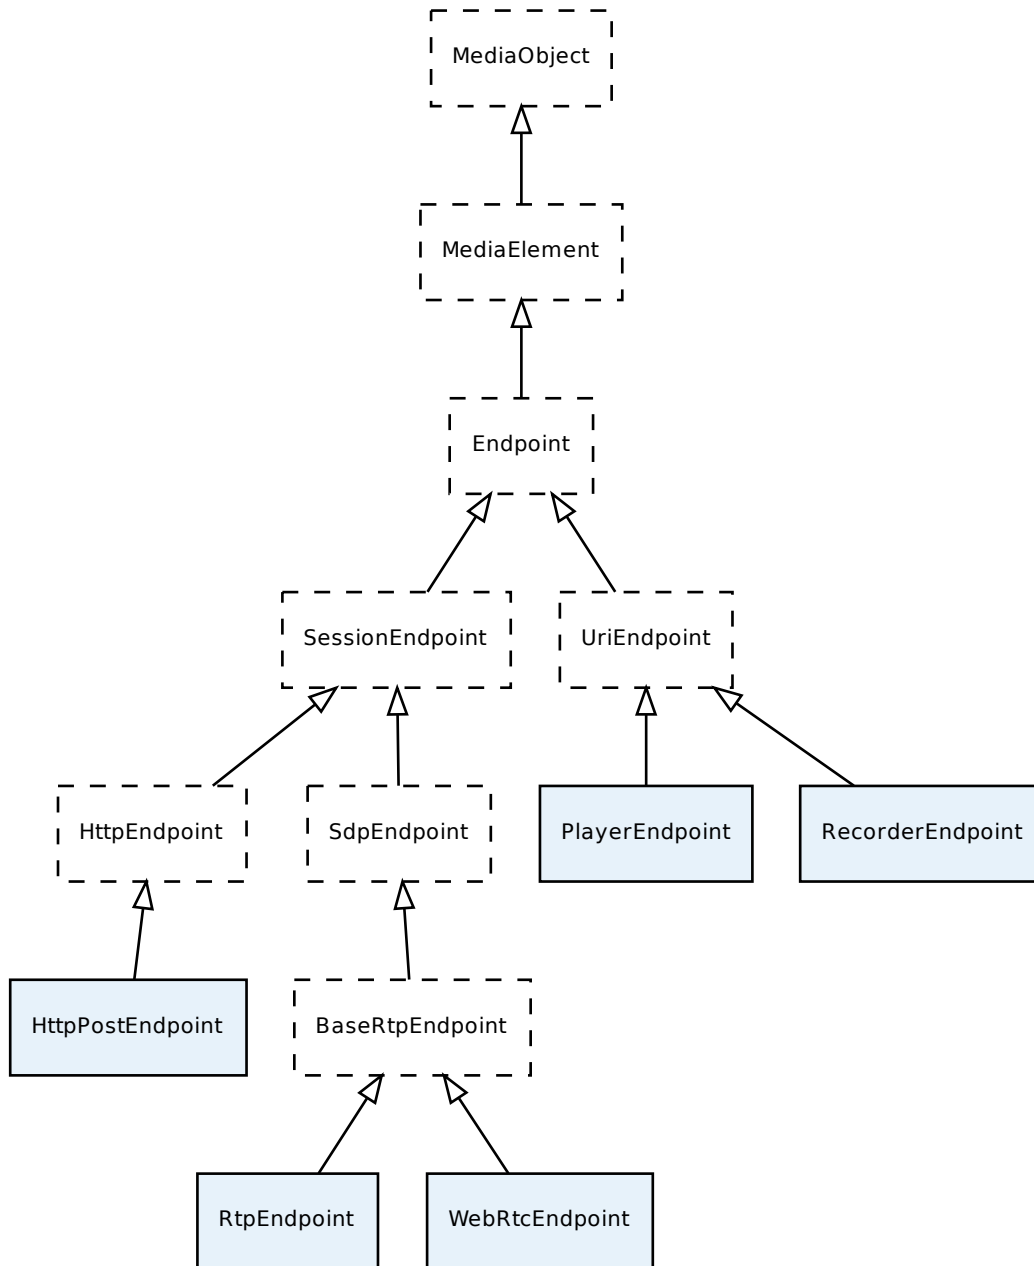 MediaObject
MediaElement
Endpoint
SessionEndpoint
UriEndpoint
HttpEndpoint
SdpEndpoint
PlayerEndpoint
RecorderEndpoint
HttpPostEndpoint
BaseRtpEndpoint
RtpEndpoint
WebRtcEndpoint